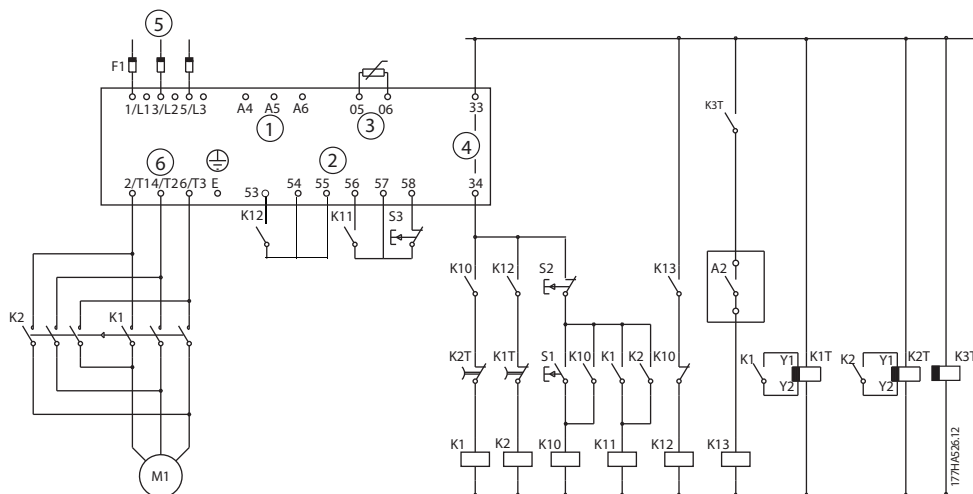 5
F1
1/L1 3/L2 5/L3
A4 A5 A6
05 06
33
1
3
4
K3T
6
2
2/T1 4/T2 6/T3 E
53 54 55 56 57 58
34
K12 K11 S3
K10 K12 S2 K13 A2
K2 K1
K2T K1T S1 K10 K1 K2 K10
K1 Y1 K1T K2 Y1 K2T K3T
Y2 Y2
K1 K2 K10 K11 K12 K13
M1
177HA526.12